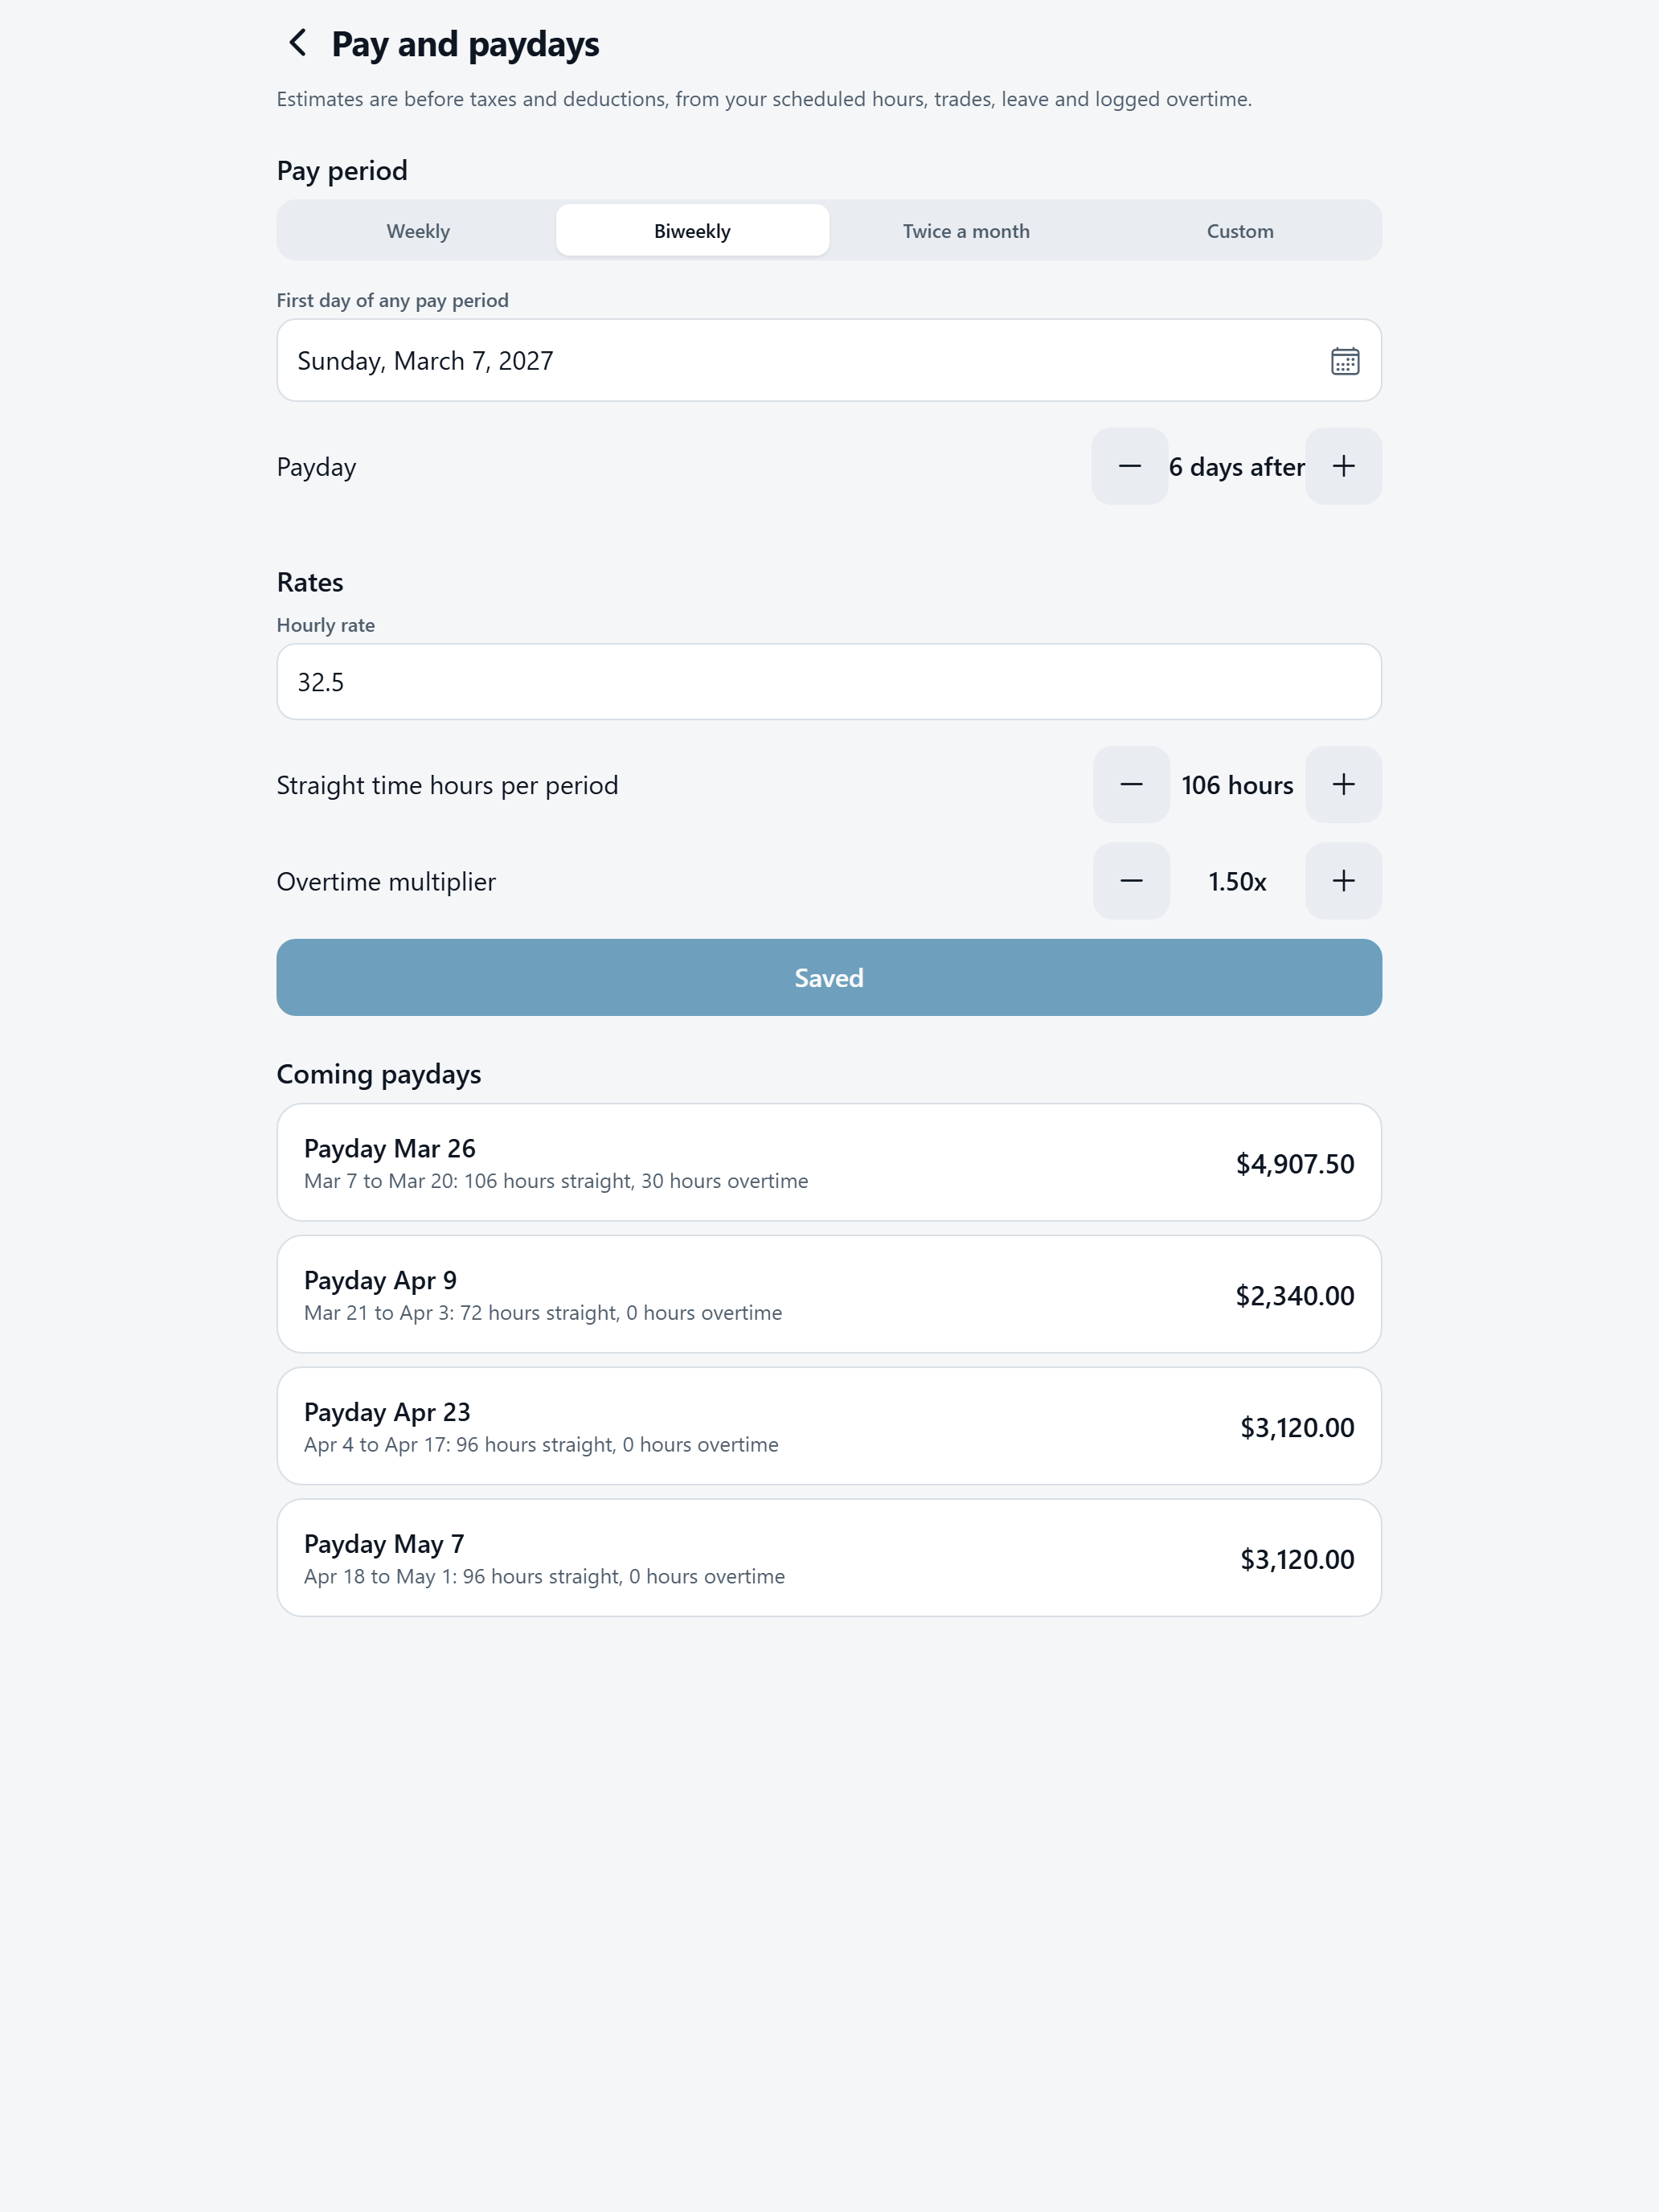 Pay and paydays
Estimates are before taxes and deductions, from your scheduled hours, trades, leave and logged overtime.
Pay period
Weekly Biweekly Twice a month Custom
First day of any pay period
Sunday, March 7, 2027
Payday − 6 days after +
Rates
Hourly rate
32.5
Straight time hours per period − 106 hours +
Overtime multiplier − 1.50x +
Saved
Coming paydays
Payday Mar 26
Mar 7 to Mar 20: 106 hours straight, 30 hours overtime
$4,907.50
Payday Apr 9
Mar 21 to Apr 3: 72 hours straight, 0 hours overtime
$2,340.00
Payday Apr 23
Apr 4 to Apr 17: 96 hours straight, 0 hours overtime
$3,120.00
Payday May 7
Apr 18 to May 1: 96 hours straight, 0 hours overtime
$3,120.00